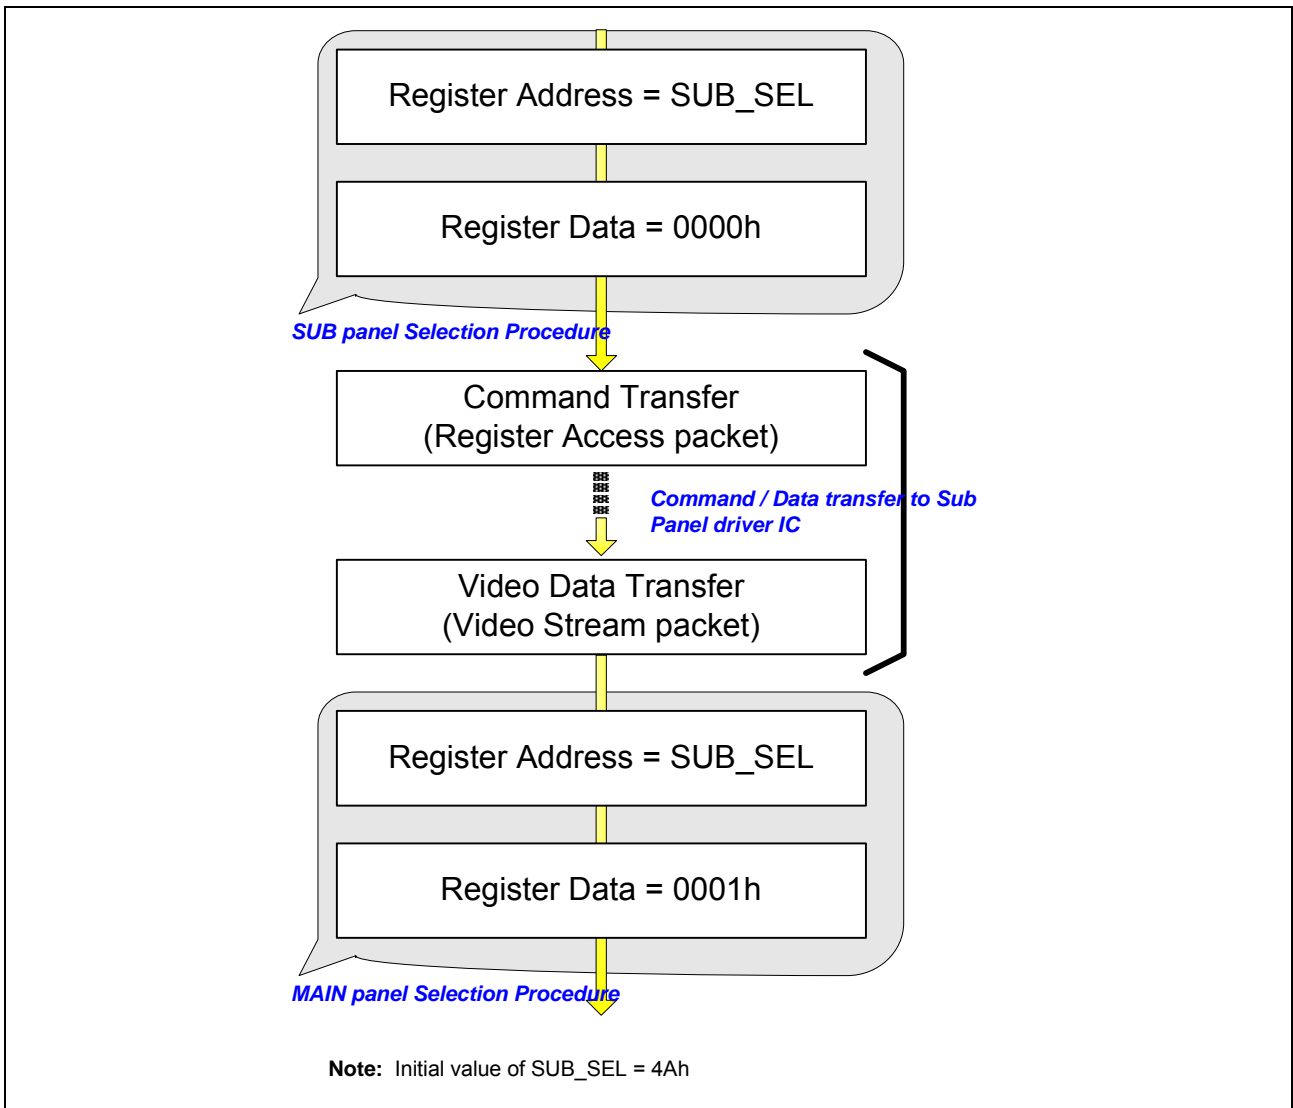 Register Address = SUB_SEL
Register Data = 0000h
SUB panel Selection Procedure
Command Transfer
(Register Access packet)
Command / Data transfer to Sub
Panel driver IC
Video Data Transfer
(Video Stream packet)
Register Address = SUB_SEL
Register Data = 0001h
MAIN panel Selection Procedure
Note: Initial value of SUB_SEL = 4Ah